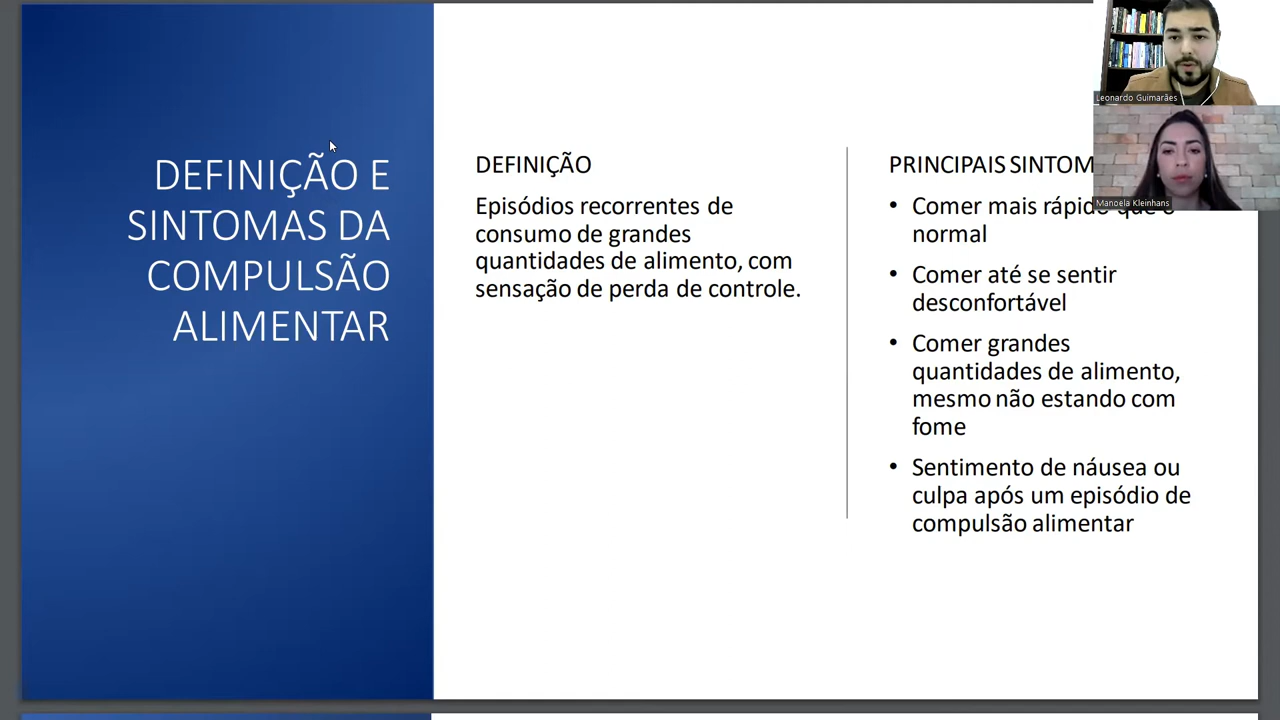 DEFINIÇÃO E
SINTOMAS DA
COMPULSÃO
ALIMENTAR
DEFINIÇÃO
Episódios recorrentes de
consumo de grandes
quantidades de alimento, com
sensação de perda de controle.
PRINCIPAIS SINTOM
• Comer mais rápido que o
normal
• Comer até se sentir
desconfortável
• Comer grandes
quantidades de alimento,
mesmo não estando com
fome
• Sentimento de náusea ou
culpa após um episódio de
compulsão alimentar
Leonardo Guimarães
Manoela Kleinhans